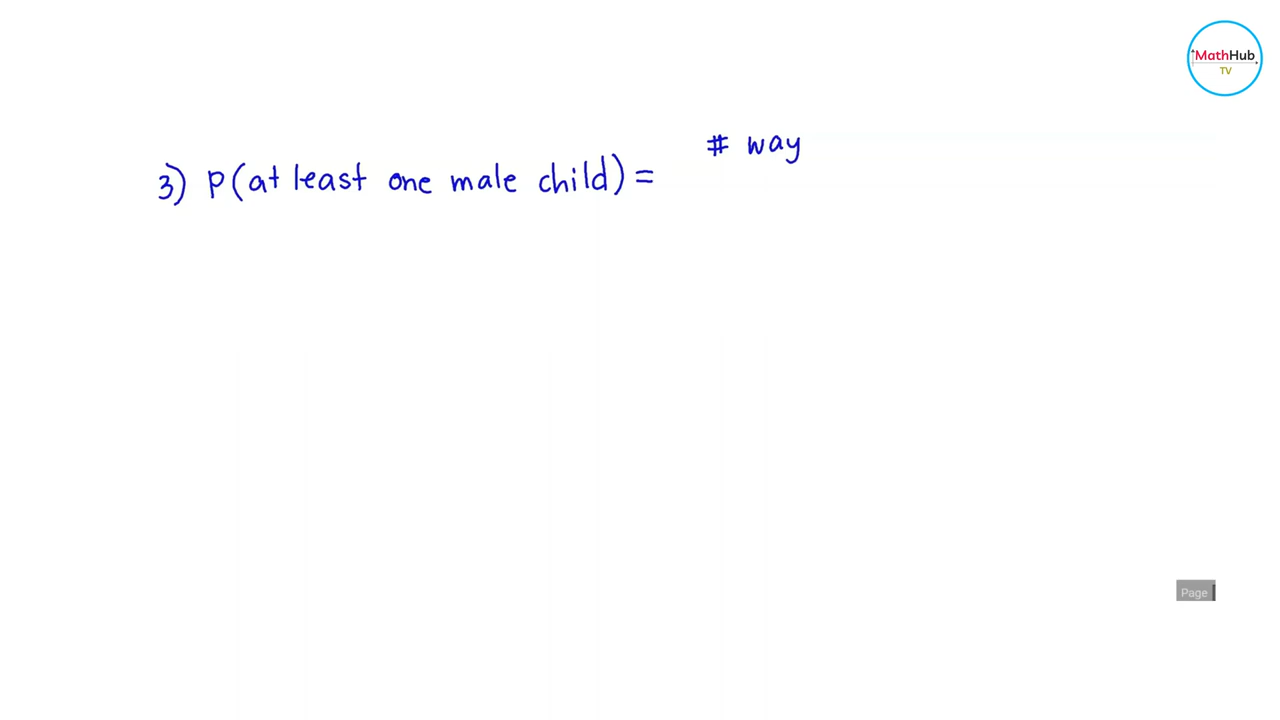 MathHub
TV
# way
3) P(at least one male child) =
Page